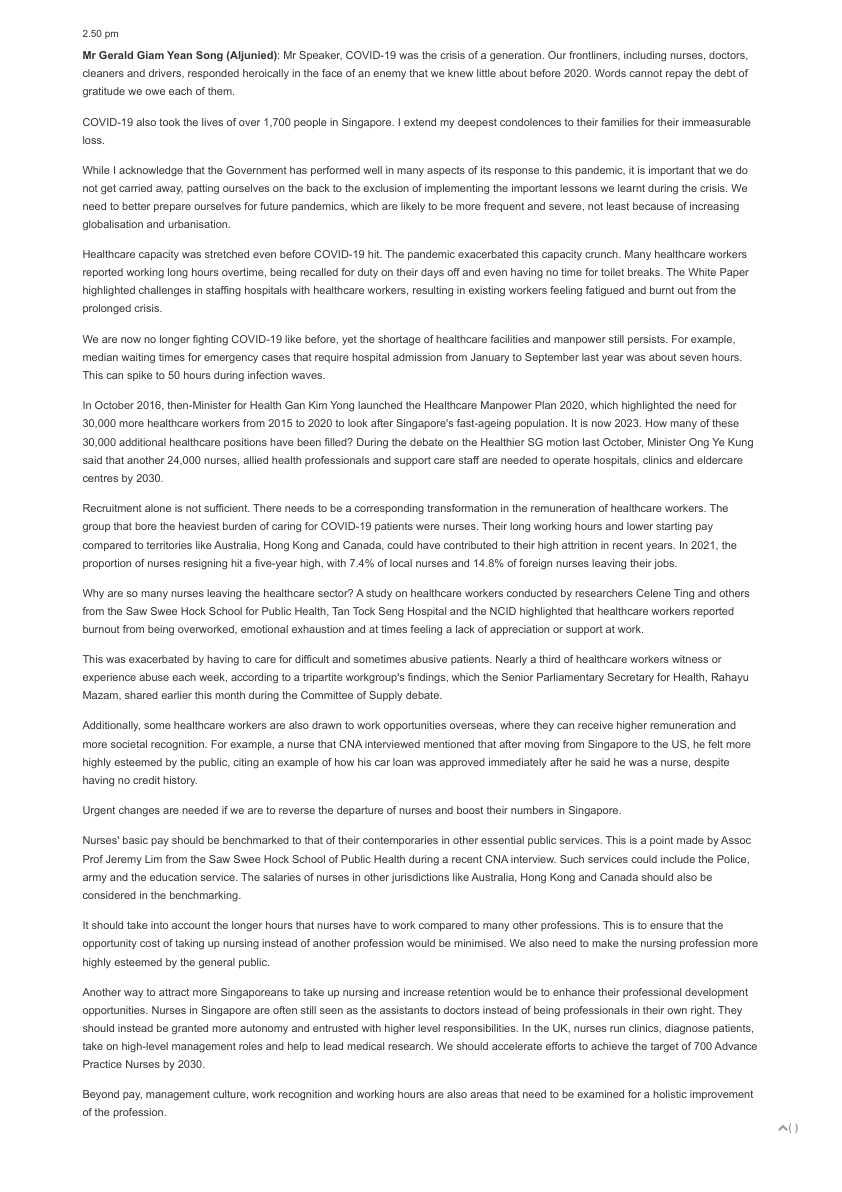 2.50 pm
Mr Gerald Giam Yean Song (Aljunied): Mr Speaker, COVID-19 was the crisis of a generation. Our frontliners, including nurses, doctors,
cleaners and drivers, responded heroically in the face of an enemy that we knew little about before 2020. Words cannot repay the debt of
gratitude we owe each of them.
COVID-19 also took the lives of over 1,700 people in Singapore. I extend my deepest condolences to their families for their immeasurable
loss.
While I acknowledge that the Government has performed well in many aspects of its response to this pandemic, it is important that we do
not get carried away, patting ourselves on the back to the exclusion of implementing the important lessons we learnt during the crisis. We
need to better prepare ourselves for future pandemics, which are likely to be more frequent and severe, not least because of increasing
globalisation and urbanisation.
Healthcare capacity was stretched even before COVID-19 hit. The pandemic exacerbated this capacity crunch. Many healthcare workers
reported working long hours overtime, being recalled for duty on their days off and even having no time for toilet breaks. The White Paper
highlighted challenges in staffing hospitals with healthcare workers, resulting in existing workers feeling fatigued and burnt out from the
prolonged crisis.
We are now no longer fighting COVID-19 like before, yet the shortage of healthcare facilities and manpower still persists. For example,
median waiting times for emergency cases that require hospital admission from January to September last year was about seven hours.
This can spike to 50 hours during infection waves.
In October 2016, then-Minister for Health Gan Kim Yong launched the Healthcare Manpower Plan 2020, which highlighted the need for
30,000 more healthcare workers from 2015 to 2020 to look after Singapore's fast-ageing population. It is now 2023. How many of these
30,000 additional healthcare positions have been filled? During the debate on the Healthier SG motion last October, Minister Ong Ye Kung
said that another 24,000 nurses, allied health professionals and support care staff are needed to operate hospitals, clinics and eldercare
centres by 2030.
Recruitment alone is not sufficient. There needs to be a corresponding transformation in the remuneration of healthcare workers. The
group that bore the heaviest burden of caring for COVID-19 patients were nurses. Their long working hours and lower starting pay
compared to territories like Australia, Hong Kong and Canada, could have contributed to their high attrition in recent years. In 2021, the
proportion of nurses resigning hit a five-year high, with 7.4% of local nurses and 14.8% of foreign nurses leaving their jobs.
Why are so many nurses leaving the healthcare sector? A study on healthcare workers conducted by researchers Celene Ting and others
from the Saw Swee Hock School for Public Health, Tan Tock Seng Hospital and the NCID highlighted that healthcare workers reported
burnout from being overworked, emotional exhaustion and at times feeling a lack of appreciation or support at work.
This was exacerbated by having to care for difficult and sometimes abusive patients. Nearly a third of healthcare workers witness or
experience abuse each week, according to a tripartite workgroup's findings, which the Senior Parliamentary Secretary for Health, Rahayu
Mazam, shared earlier this month during the Committee of Supply debate.
Additionally, some healthcare workers are also drawn to work opportunities overseas, where they can receive higher remuneration and
more societal recognition. For example, a nurse that CNA interviewed mentioned that after moving from Singapore to the US, he felt more
highly esteemed by the public, citing an example of how his car loan was approved immediately after he said he was a nurse, despite
having no credit history.
Urgent changes are needed if we are to reverse the departure of nurses and boost their numbers in Singapore.
Nurses' basic pay should be benchmarked to that of their contemporaries in other essential public services. This is a point made by Assoc
Prof Jeremy Lim from the Saw Swee Hock School of Public Health during a recent CNA interview. Such services could include the Police,
army and the education service. The salaries of nurses in other jurisdictions like Australia, Hong Kong and Canada should also be
considered in the benchmarking.
It should take into account the longer hours that nurses have to work compared to many other professions. This is to ensure that the
opportunity cost of taking up nursing instead of another profession would be minimised. We also need to make the nursing profession more
highly esteemed by the general public.
Another way to attract more Singaporeans to take up nursing and increase retention would be to enhance their professional development
opportunities. Nurses in Singapore are often still seen as the assistants to doctors instead of being professionals in their own right. They
should instead be granted more autonomy and entrusted with higher level responsibilities. In the UK, nurses run clinics, diagnose patients,
take on high-level management roles and help to lead medical research. We should accelerate efforts to achieve the target of 700 Advance
Practice Nurses by 2030.
Beyond pay, management culture, work recognition and working hours are also areas that need to be examined for a holistic improvement
of the profession.
( )